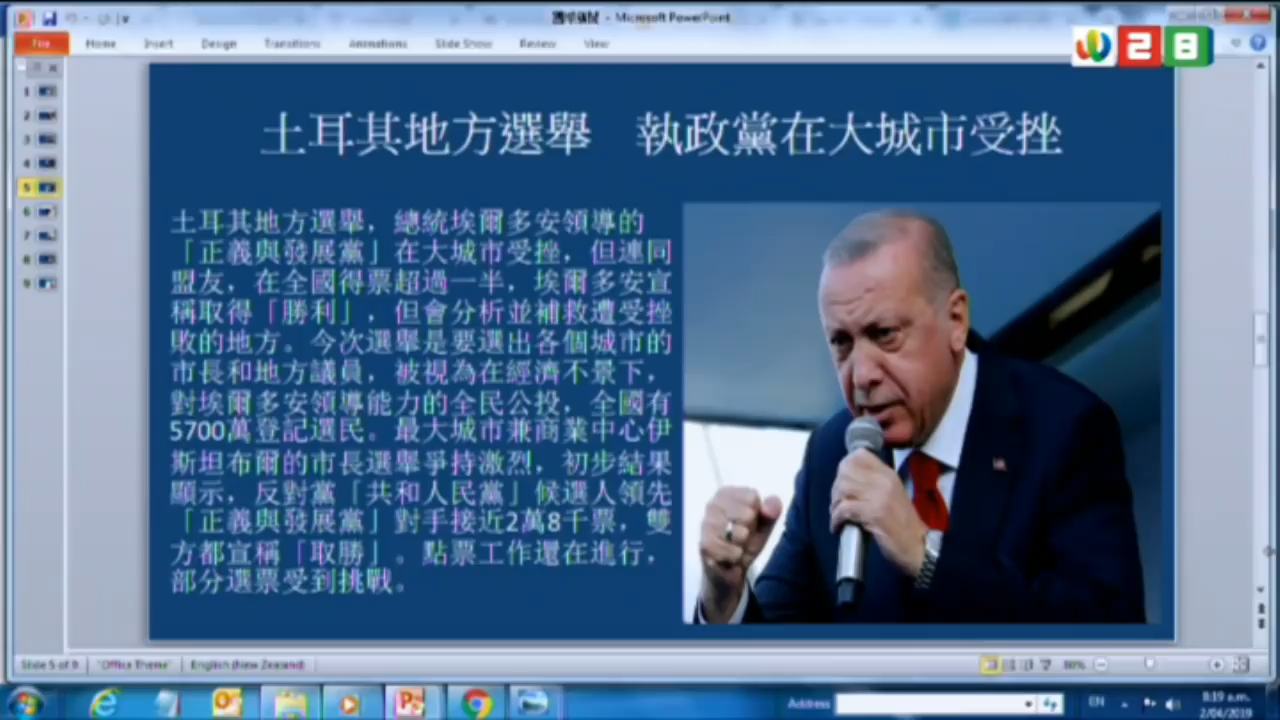 Microsoft PowerPoint
File Home Insert Design Transitions Animations Slide Show Review View
28
1
2
3
4
5
6
7
8
9
土耳其地方選舉 執政黨在大城市受挫
土耳其地方選舉，總統埃爾多安領導的
「正義與發展黨」在大城市受挫，但連同
盟友，在全國得票超過一半，埃爾多安宣
稱取得「勝利」，但會分析並補救遭受挫
敗的地方。今次選舉是要選出各個城市的
市長和地方議員，被視為在經濟不景下，
對埃爾多安領導能力的全民公投，全國有
5700萬登記選民。最大城市兼商業中心伊
斯坦布爾的市長選舉爭持激烈，初步結果
顯示，反對黨「共和人民黨」候選人領先
「正義與發展黨」對手接近2萬8千票，雙
方都宣稱「取勝」。點票工作還在進行，
部分選票受到挑戰。
Slide 5 of 9 "Office Theme" English (New Zealand) 80%
Address EN 8:19 a.m.
2/04/2019